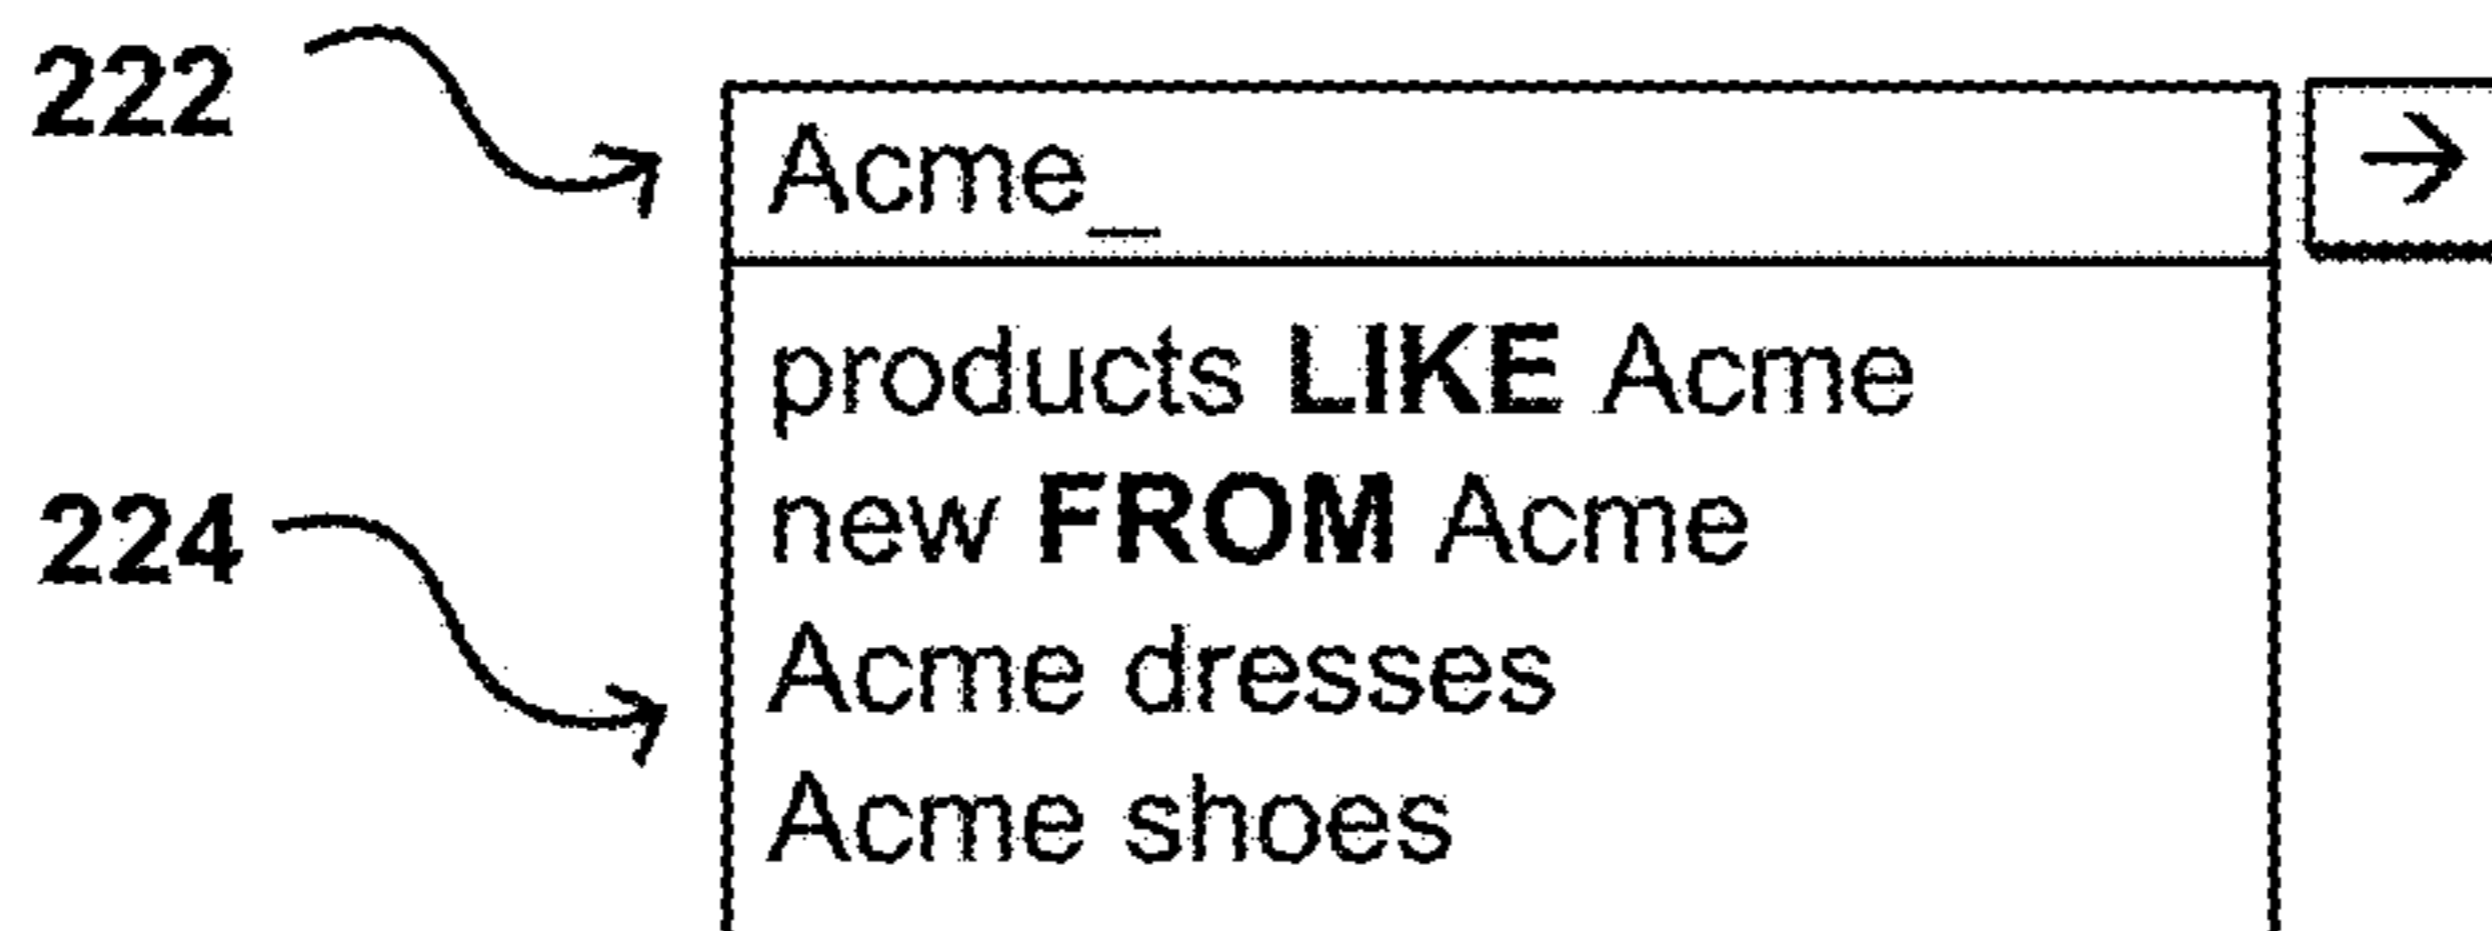 222
Acme_
→
products LIKE Acme
new FROM Acme
224
Acme dresses
Acme shoes